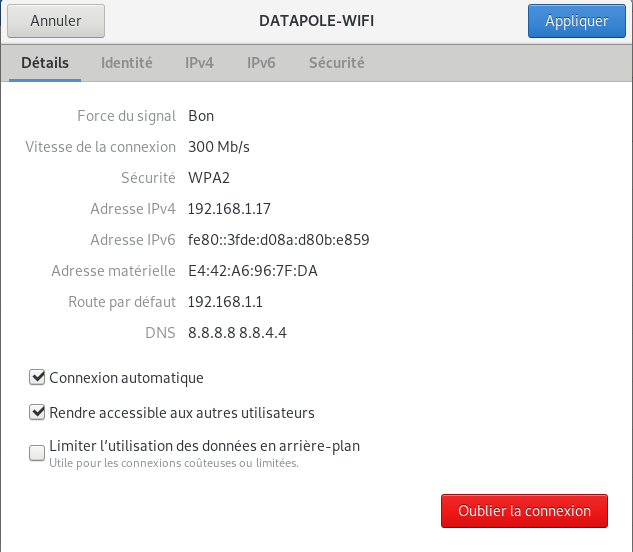 Annuler DATAPOLE-WIFI Appliquer
Détails Identité IPv4 IPv6 Sécurité
Force du signal Bon
Vitesse de la connexion 300 Mb/s
Sécurité WPA2
Adresse IPv4 192.168.1.17
Adresse IPv6 fe80::3fde:d08a:d80b:e859
Adresse matérielle E4:42:A6:96:7F:DA
Route par défaut 192.168.1.1
DNS 8.8.8.8 8.8.4.4
Connexion automatique
Rendre accessible aux autres utilisateurs
Limiter l’utilisation des données en arrière-plan
Utile pour les connexions coûteuses ou limitées.
Oublier la connexion